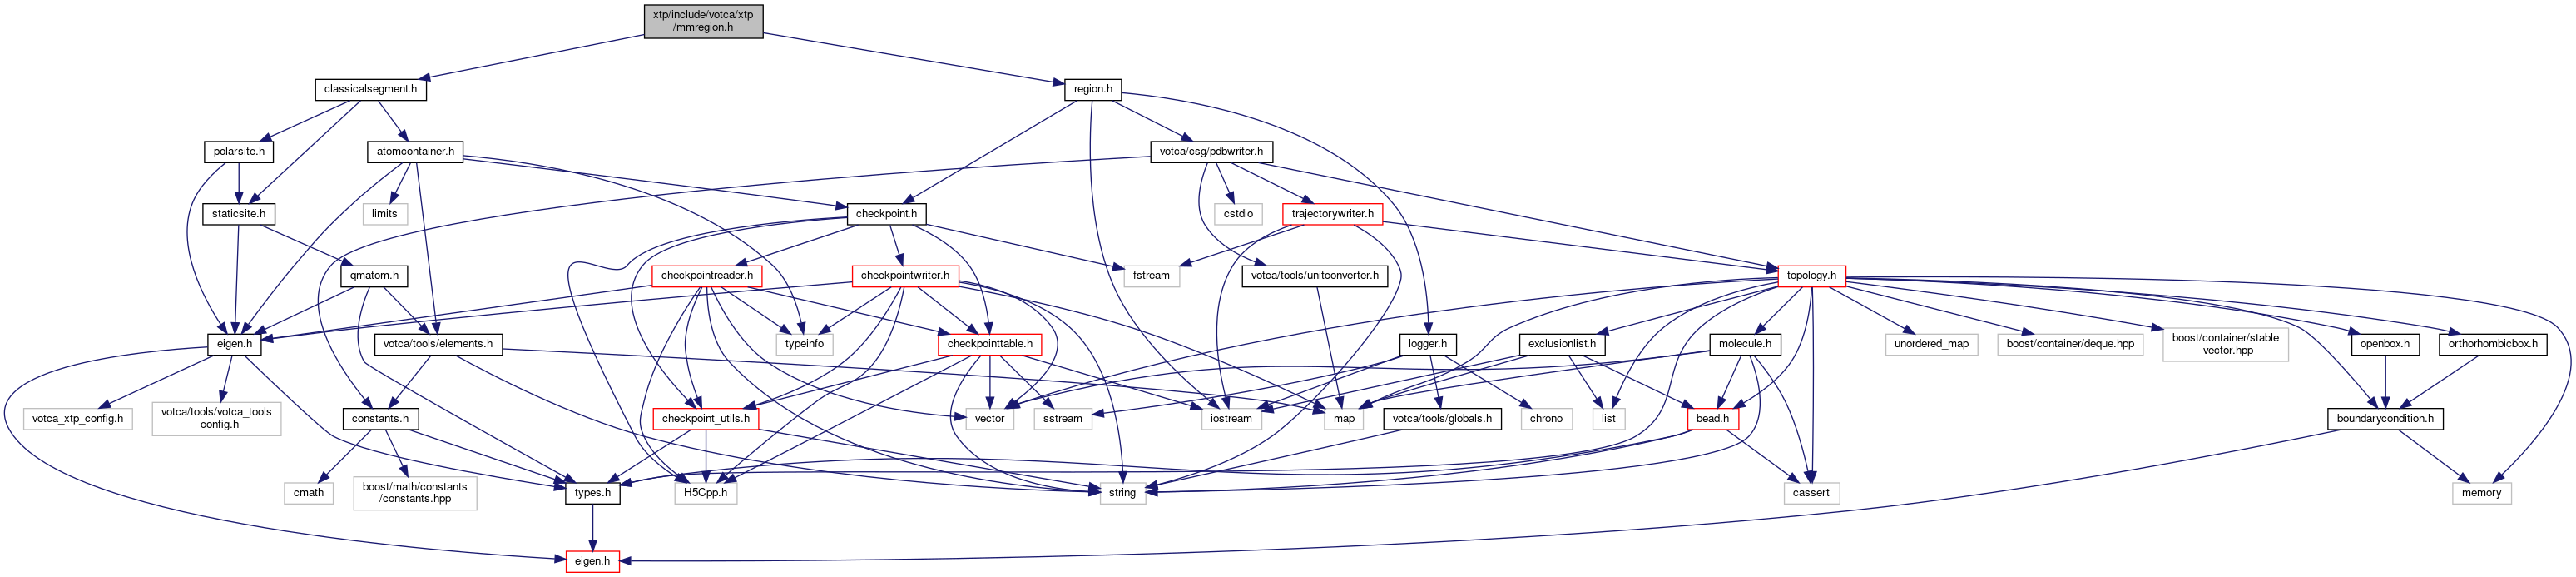 xtp/include/votca/xtp
/mmregion.h
classicalsegment.h
region.h
polarsite.h
atomcontainer.h
votca/csg/pdbwriter.h
staticsite.h
limits
checkpoint.h
cstdio
trajectorywriter.h
qmatom.h
checkpointreader.h
checkpointwriter.h
fstream
votca/tools/unitconverter.h
topology.h
eigen.h
votca/tools/elements.h
typeinfo
checkpointtable.h
logger.h
exclusionlist.h
molecule.h
unordered_map
boost/container/deque.hpp
boost/container/stable
_vector.hpp
openbox.h
orthorhombicbox.h
votca_xtp_config.h
votca/tools/votca_tools
_config.h
constants.h
checkpoint_utils.h
vector
sstream
iostream
map
votca/tools/globals.h
chrono
list
bead.h
boundarycondition.h
cmath
boost/math/constants
/constants.hpp
types.h
H5Cpp.h
string
cassert
memory
eigen.h